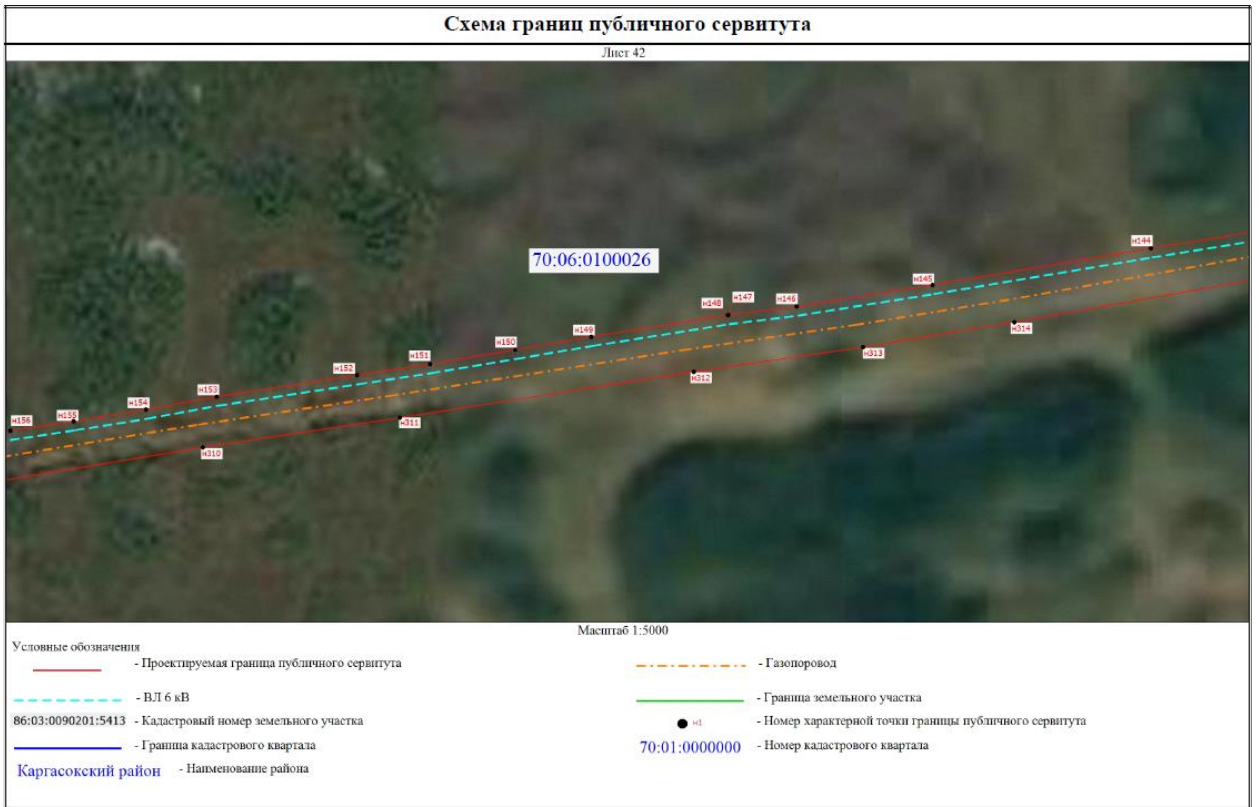 Схема границ публичного сервитута
Лист 42
н144
70:06:0100026
н145
н147
н146
н148
н149
н150
н314
н151
н313
н152
н312
н153
н154
н155
н311
н156
н310
Масштаб 1:5000
Условные обозначения
- Проектируемая граница публичного сервитута
- Газопоровод
- ВЛ 6 кВ
- Граница земельного участка
86:03:0090201:5413 - Кадастровый номер земельного участка
н1 - Номер характерной точки границы публичного сервитута
- Граница кадастрового квартала
70:01:0000000 - Номер кадастрового квартала
Каргасокский район - Наименование района